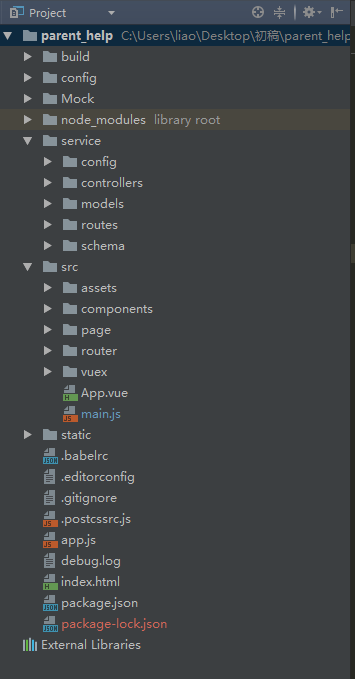 Project
parent_help C:\Users\liao\Desktop\初稿\parent_help
build
config
Mock
node_modules library root
service
config
controllers
models
routes
schema
src
assets
components
page
router
vuex
App.vue
main.js
static
.babelrc
.editorconfig
.gitignore
.postcssrc.js
app.js
debug.log
index.html
package.json
package-lock.json
External Libraries